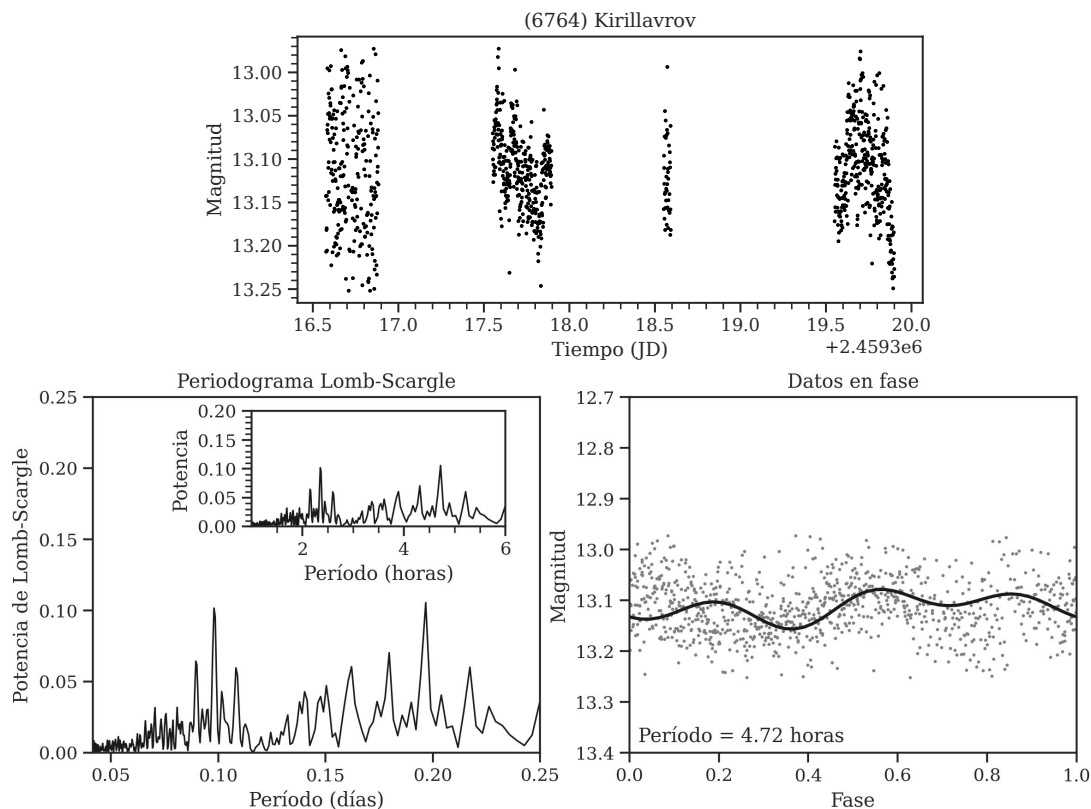 (6764) Kirillavrov
Magnitud
13.00
13.05
13.10
13.15
13.20
13.25
16.5 17.0 17.5 18.0 18.5 19.0 19.5 20.0
Tiempo (JD)
+2.4593e6
Periodograma Lomb-Scargle
Potencia de Lomb-Scargle
0.25
0.20
0.15
0.10
0.05
0.00
0.05 0.10 0.15 0.20 0.25
Período (días)
Potencia
0.20
0.15
0.10
0.05
0.00
2 4 6
Período (horas)
Datos en fase
Magnitud
12.7
12.8
12.9
13.0
13.1
13.2
13.3
13.4
Período = 4.72 horas
0.0 0.2 0.4 0.6 0.8 1.0
Fase